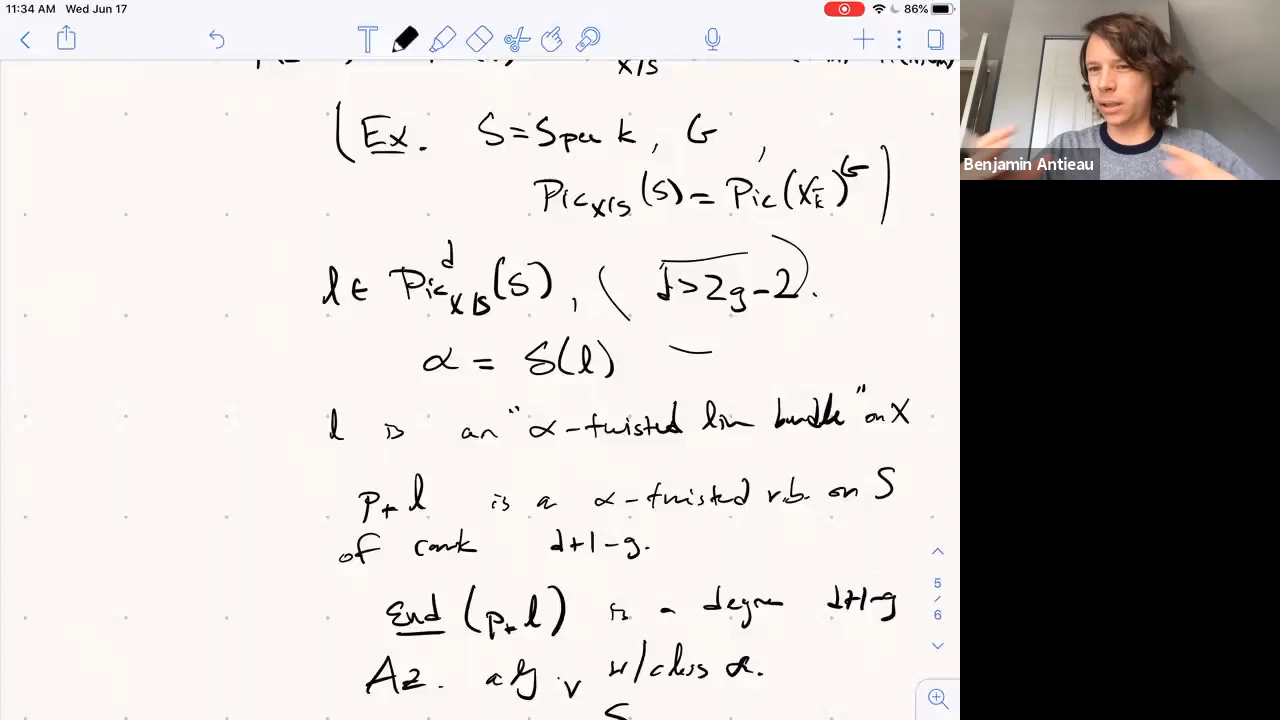 11:34 AM Wed Jun 17
86%
X/S
(Ex. S = Spec k, G,
Pic_{X/S}(S) = Pic(X_{\bar{k}})^G)
l ∈ Pic^d_{X/S}(S), (d > 2g-2).
α = δ(l)
l is an "α-twisted line bundle" on X
p_* l is a α-twisted v.b. on S
of rank d+1-g.
End(p_* l) is a degree d+1-g
Az. alg. w/class α.
S
Benjamin Antieau
5
/
6